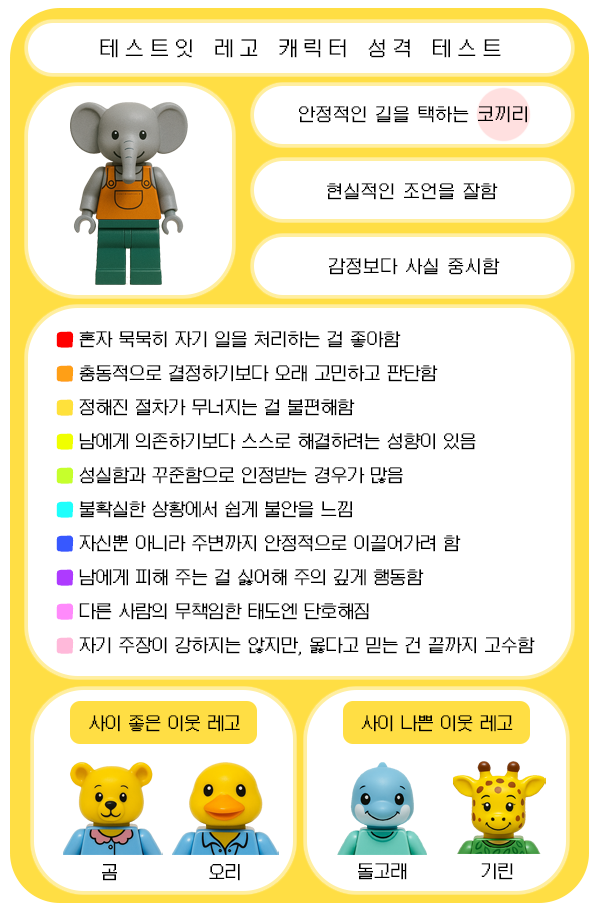 테스트잇 레고 캐릭터 성격 테스트
안정적인 길을 택하는 코끼리
현실적인 조언을 잘함
감정보다 사실 중시함
혼자 묵묵히 자기 일을 처리하는 걸 좋아함
충동적으로 결정하기보다 오래 고민하고 판단함
정해진 절차가 무너지는 걸 불편해함
남에게 의존하기보다 스스로 해결하려는 성향이 있음
성실함과 꾸준함으로 인정받는 경우가 많음
불확실한 상황에서 쉽게 불안을 느낌
자신뿐 아니라 주변까지 안정적으로 이끌어가려 함
남에게 피해 주는 걸 싫어해 주의 깊게 행동함
다른 사람의 무책임한 태도엔 단호해짐
자기 주장이 강하지는 않지만, 옳다고 믿는 건 끝까지 고수함
사이 좋은 이웃 레고
곰
오리
사이 나쁜 이웃 레고
돌고래
기린